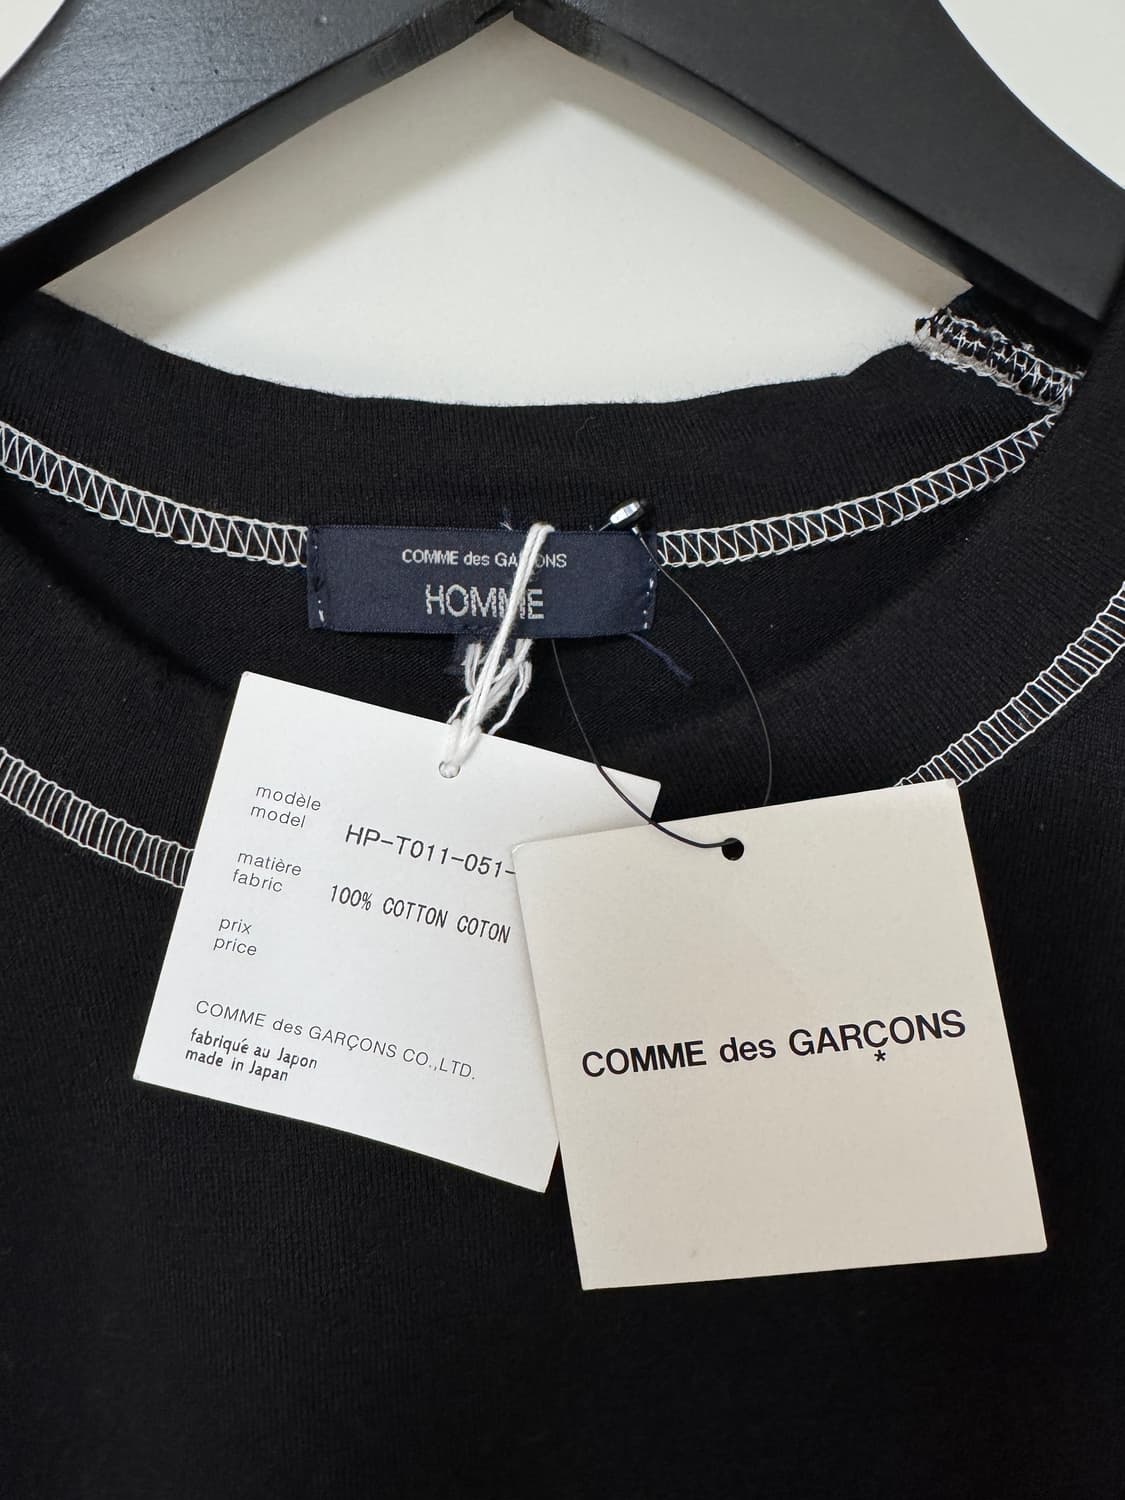 COMME des GARÇONS
HOMME
modèle
model
HP-T011-051-
matière
fabric
100% COTTON COTON
prix
price
COMME des GARÇONS CO.,LTD.
fabriqué au Japon
made in Japan
COMME des GARÇONS
*